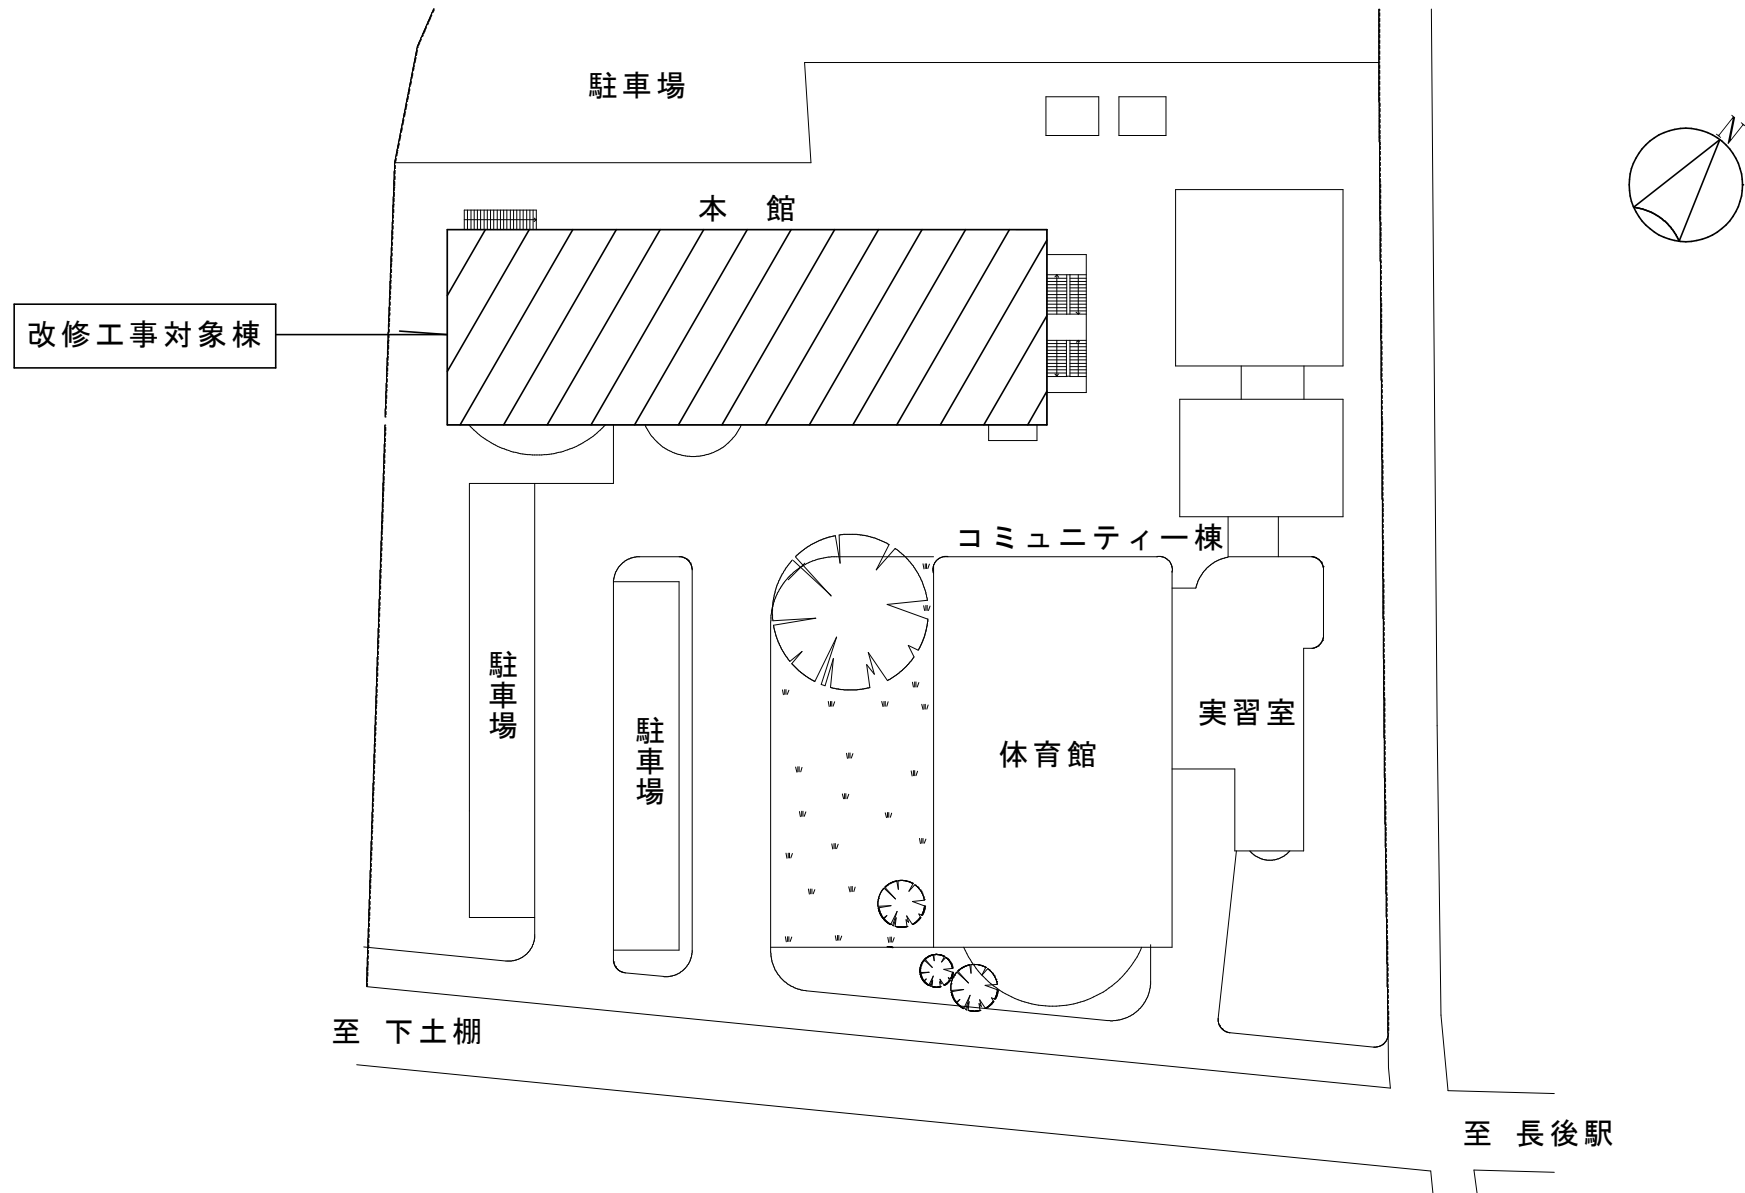 駐車場
N
本　館
改修工事対象棟
コミュニティー棟
駐車場
駐車場
実習室
体育館
至 下土棚
至 長後駅